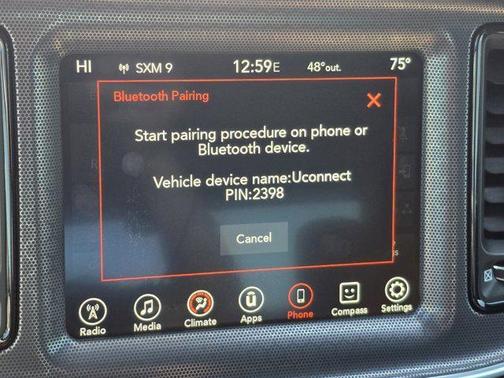 HI SXM 9 12:59E 48°out. 75°
Bluetooth Pairing
Start pairing procedure on phone or
Bluetooth device.
Vehicle device name:Uconnect
PIN:2398
Cancel
Radio Media Climate Apps Phone Compass Settings